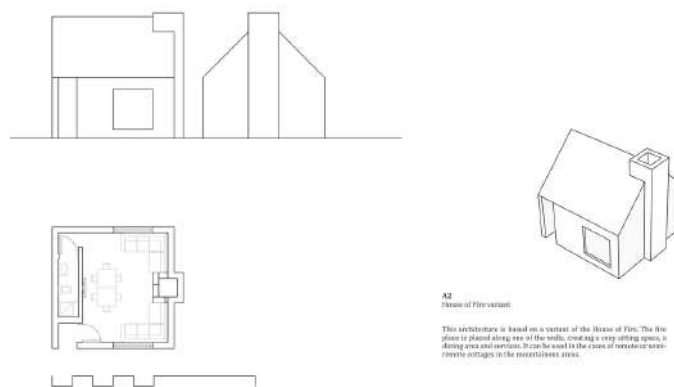 A2
House of Fire variant
This architecture is based on a variant of the House of Fire. The fire
place is placed along one of the walls, creating a cozy sitting space, a
dining area and services. It can be used in the cases of remote or semi-
remote cottages in the mountainous areas.